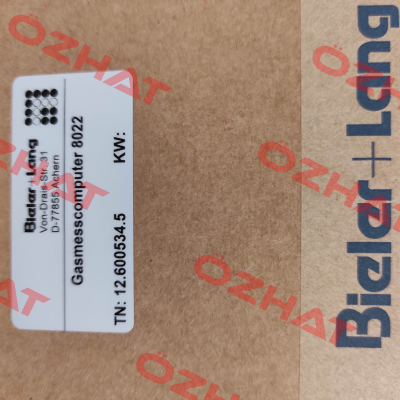 Bieler+Lang
Von-Drais-Str. 31
D-77855 Achern
Gasmesscomputer 8022
TN: 12.600534.5 KW:
Bieler+Lang
OZHAT
OZHAT
OZHAT
OZHAT
OZHAT
OZHAT
OZHAT